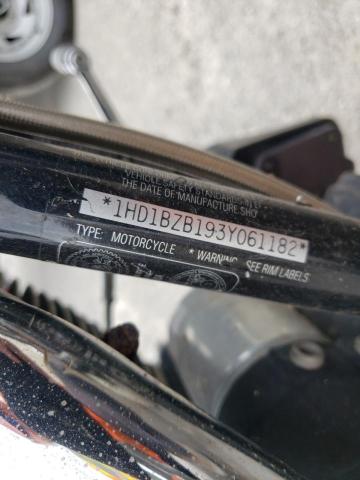 VEHICLE SAFETY STANDARDS
THE DATE OF MANUFACTURE SHO
*1HD1BZB193Y061182*
TYPE: MOTORCYCLE * WARNING SEE RIM LABELS